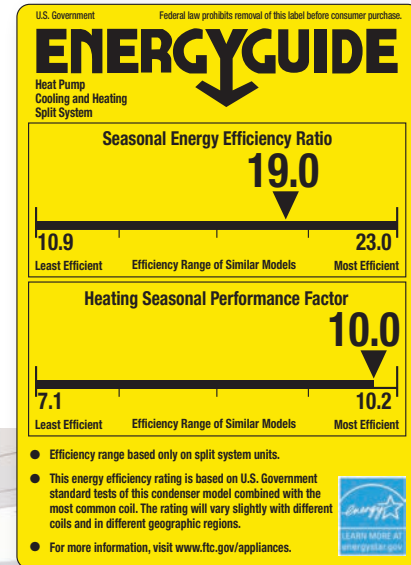 U.S. Government Federal law prohibits removal of this label before consumer purchase.
ENERGYGUIDE
Heat Pump
Cooling and Heating
Split System
Seasonal Energy Efficiency Ratio
19.0
10.9 23.0
Least Efficient Efficiency Range of Similar Models Most Efficient
Heating Seasonal Performance Factor
10.0
7.1 10.2
Least Efficient Efficiency Range of Similar Models Most Efficient
● Efficiency range based only on split system units.
● This energy efficiency rating is based on U.S. Government
standard tests of this condenser model combined with the
most common coil. The rating will vary slightly with different
coils and in different geographic regions.
● For more information, visit www.ftc.gov/appliances.
energy
LEARN MORE AT
energystar.gov